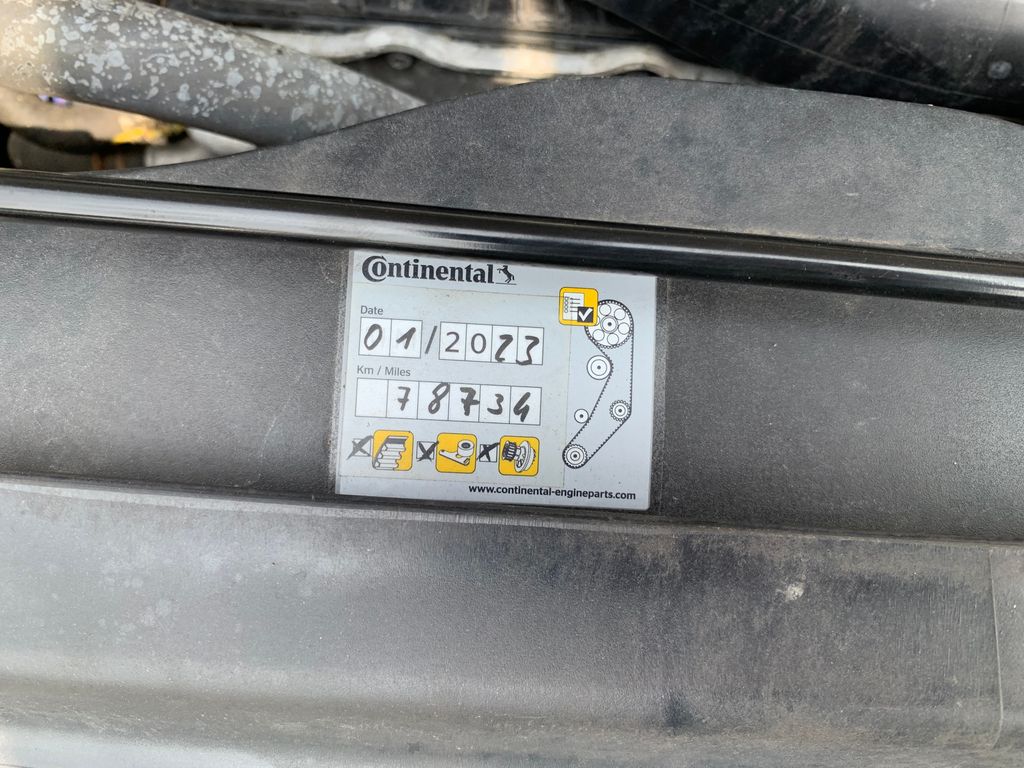 Continental
Date
01/2023
Km / Miles
78734
www.continental-engineparts.com